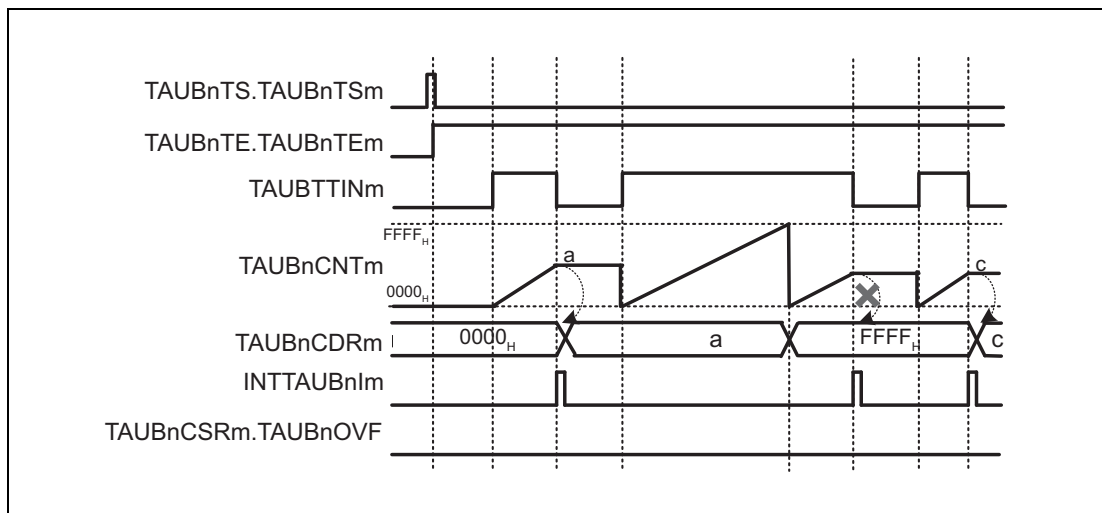 TAUBnTS.TAUBnTSm
TAUBnTE.TAUBnTEm
TAUBTTINm
FFFFH
TAUBnCNTm
a
c
0000H
TAUBnCDRm
0000H
a
FFFFH
c
INTTAUBnIm
TAUBnCSRm.TAUBnOVF